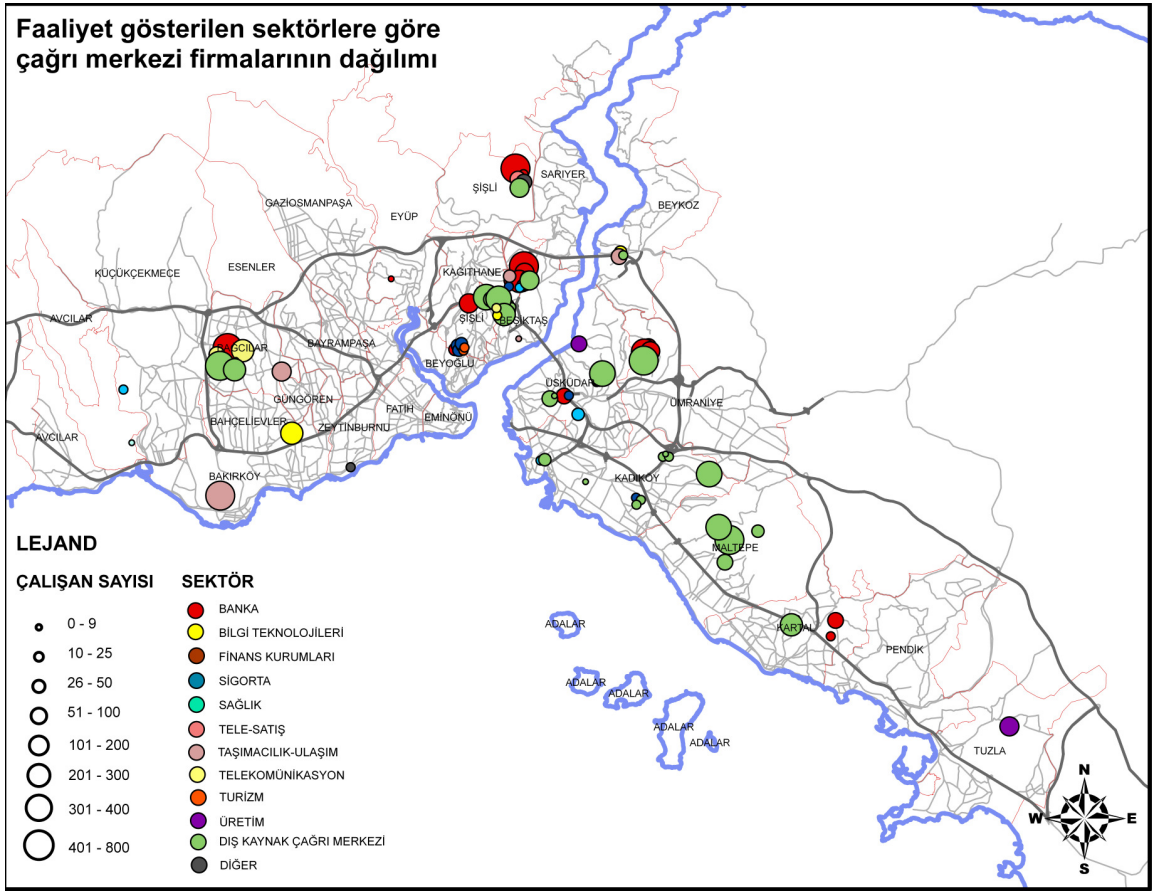 Faaliyet gösterilen sektörlere göre
çağrı merkezi firmalarının dağılımı
ŞİŞLİ
SARIYER
GAZİOSMANPAŞA
EYÜP
BEYKOZ
KÜÇÜKÇEKMECE
ESENLER
KAĞITHANE
AVCILAR
ŞİŞLİ
BEŞİKTAŞ
BAĞCILAR
BAYRAMPAŞA
BEYOĞLU
ÜSKÜDAR
ÜMRANİYE
GÜNGÖREN
FATİH
EMİNÖNÜ
BAHÇELİEVLER
ZEYTİNBURNU
AVCILAR
BAKIRKÖY
KADIKÖY
MALTEPE
KARTAL
PENDİK
TUZLA
ADALAR
ADALAR
ADALAR
ADALAR
ADALAR
LEJAND
ÇALIŞAN SAYISI
0 - 9
10 - 25
26 - 50
51 - 100
101 - 200
201 - 300
301 - 400
401 - 800
SEKTÖR
BANKA
BİLGİ TEKNOLOJİLERİ
FİNANS KURUMLARI
SİGORTA
SAĞLIK
TELE-SATIŞ
TAŞIMACILIK-ULAŞIM
TELEKOMÜNİKASYON
TURİZM
ÜRETİM
DIŞ KAYNAK ÇAĞRI MERKEZİ
DİĞER
N
W E
S